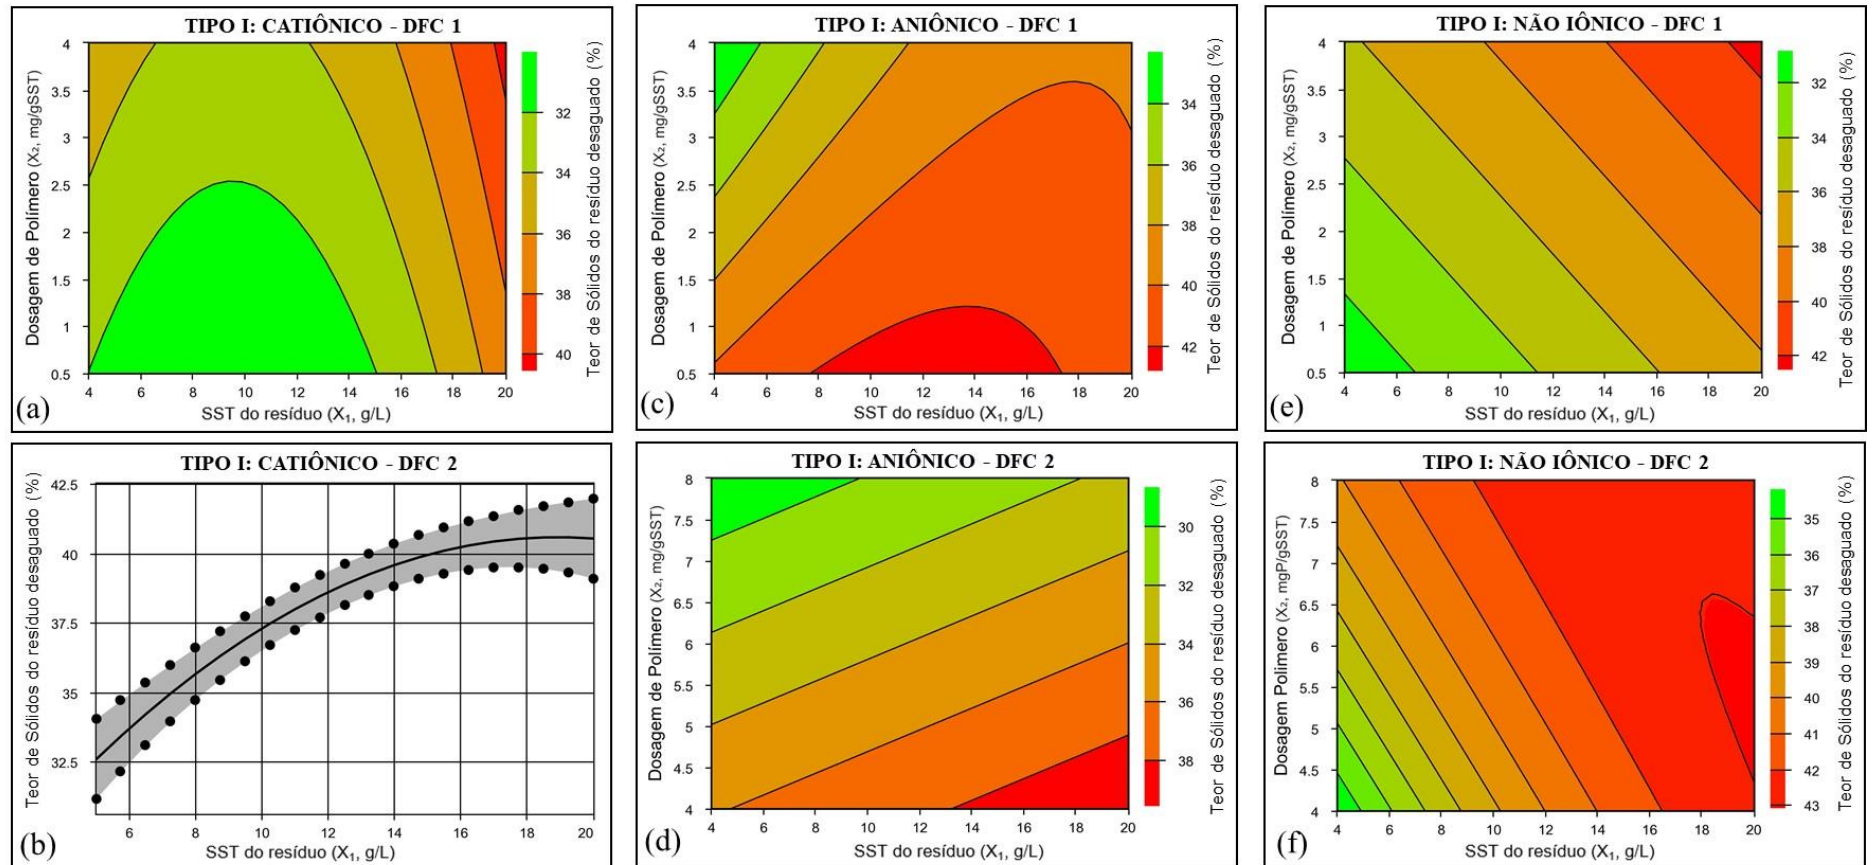 TIPO I: CATIÔNICO - DFC 1
Dosagem de Polímero (X₂, mg/gSST)
4
3.5
3
2.5
2
1.5
1
0.5
4 6 8 10 12 14 16 18 20
SST do resíduo (X₁, g/L)
32
34
36
38
40
Teor de Sólidos do resíduo desaguado (%)
(a)
TIPO I: ANIÔNICO - DFC 1
Dosagem de Polímero (X₂, mg/gSST)
4
3.5
3
2.5
2
1.5
1
0.5
4 6 8 10 12 14 16 18 20
SST do resíduo (X₁, g/L)
34
36
38
40
42
Teor de Sólidos do resíduo desaguado (%)
(c)
TIPO I: NÃO IÔNICO - DFC 1
Dosagem de Polímero (X₂, mg/gSST)
4
3.5
3
2.5
2
1.5
1
0.5
4 6 8 10 12 14 16 18 20
SST do resíduo (X₁, g/L)
32
34
36
38
40
42
Teor de Sólidos do resíduo desaguado (%)
(e)
TIPO I: CATIÔNICO - DFC 2
Teor de Sólidos do resíduo desaguado (%)
42.5
40
37.5
35
32.5
6 8 10 12 14 16 18 20
SST do resíduo (X₁, g/L)
(b)
TIPO I: ANIÔNICO - DFC 2
Dosagem de Polímero (X₂, mg/gSST)
8
7.5
7
6.5
6
5.5
5
4.5
4
4 6 8 10 12 14 16 18 20
SST do resíduo (X₁, g/L)
30
32
34
36
38
Teor de Sólidos do resíduo desaguado (%)
(d)
TIPO I: NÃO IÔNICO - DFC 2
Dosagem Polímero (X₂, mgP/gSST)
8
7.5
7
6.5
6
5.5
5
4.5
4
4 6 8 10 12 14 16 18 20
SST do resíduo (X₁, g/L)
35
36
37
38
39
40
41
42
43
Teor de Sólidos do resíduo desaguado (%)
(f)